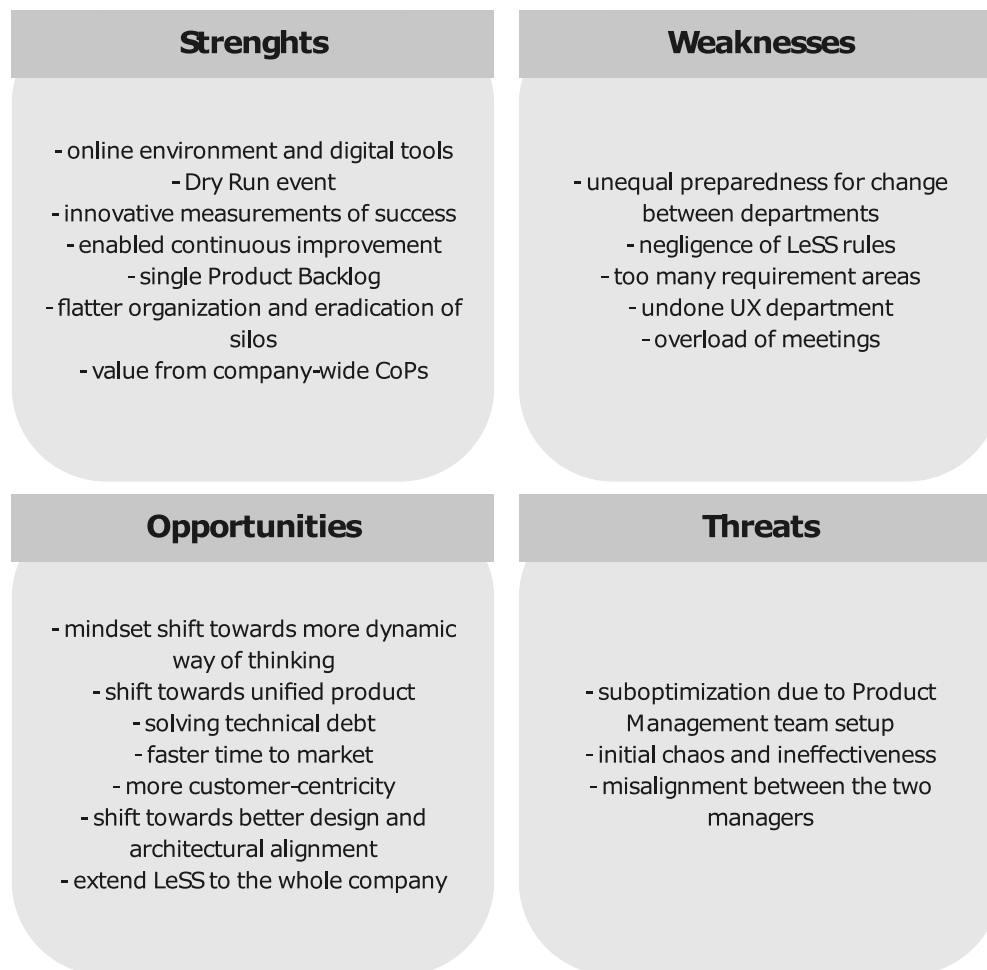 Strenghts
- online environment and digital tools
- Dry Run event
- innovative measurements of success
- enabled continuous improvement
- single Product Backlog
- flatter organization and eradication of
silos
- value from company-wide CoPs
Weaknesses
- unequal preparedness for change
between departments
- negligence of LeSS rules
- too many requirement areas
- undone UX department
- overload of meetings
Opportunities
- mindset shift towards more dynamic
way of thinking
- shift towards unified product
- solving technical debt
- faster time to market
- more customer-centricity
- shift towards better design and
architectural alignment
- extend LeSS to the whole company
Threats
- suboptimization due to Product
Management team setup
- initial chaos and ineffectiveness
- misalignment between the two
managers